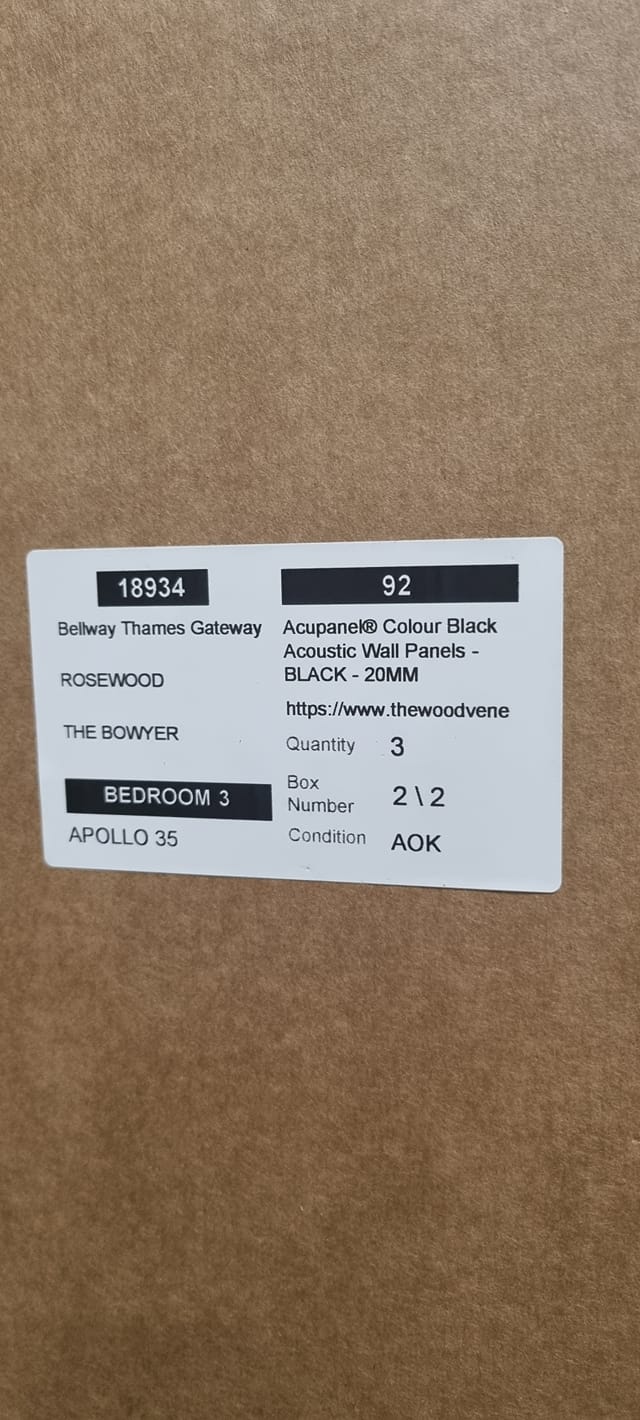 18934
Bellway Thames Gateway
ROSEWOOD
THE BOWYER
BEDROOM 3
APOLLO 35
92
Acupanel® Colour Black
Acoustic Wall Panels -
BLACK - 20MM
https://www.thewoodvene
Quantity 3
Box
Number 2\2
Condition AOK